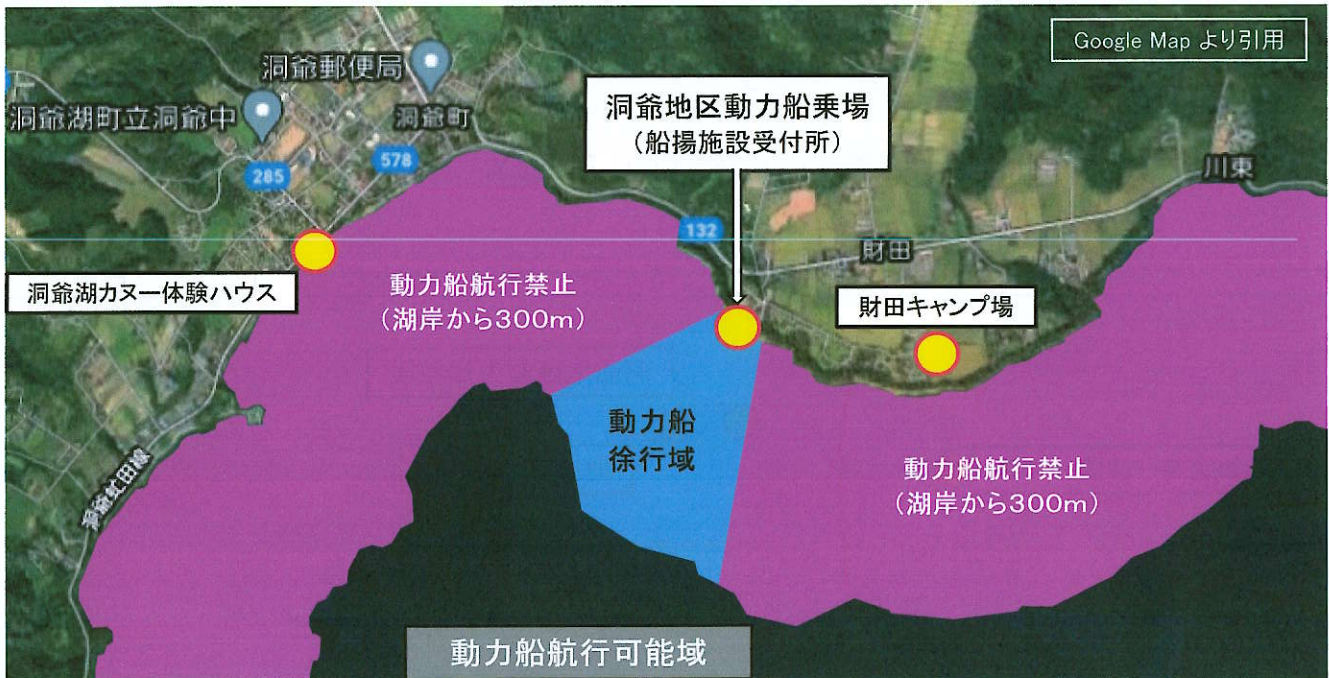 Google Map より引用
洞爺郵便局
洞爺湖町立洞爺中
洞爺町
洞爺地区動力船乗場
（船揚施設受付所）
578
285
川東
132
財田
洞爺湖カヌー体験ハウス
動力船航行禁止
（湖岸から300m）
財田キャンプ場
動力船
徐行域
動力船航行禁止
（湖岸から300m）
洞爺虻田線
動力船航行可能域